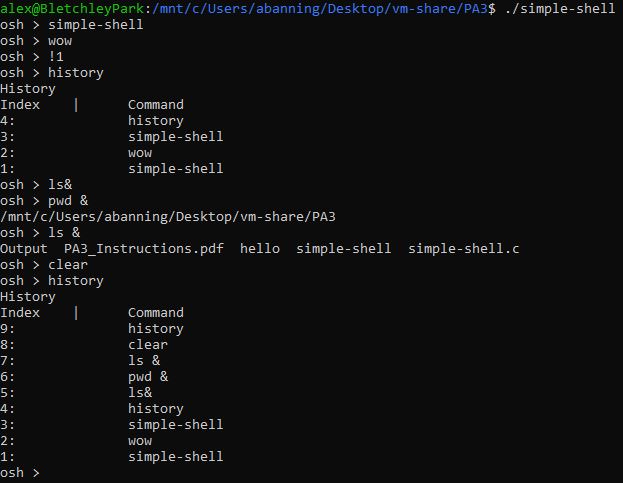 alex@BletchleyPark:/mnt/c/Users/abanning/Desktop/vm-share/PA3$ ./simple-shell
osh > simple-shell
osh > wow
osh > !1
osh > history
History
Index    |      Command
4:              history
3:              simple-shell
2:              wow
1:              simple-shell
osh > ls&
osh > pwd &
/mnt/c/Users/abanning/Desktop/vm-share/PA3
osh > ls &
Output  PA3_Instructions.pdf  hello  simple-shell  simple-shell.c
osh > clear
osh > history
History
Index    |      Command
9:              history
8:              clear
7:              ls &
6:              pwd &
5:              ls&
4:              history
3:              simple-shell
2:              wow
1:              simple-shell
osh >